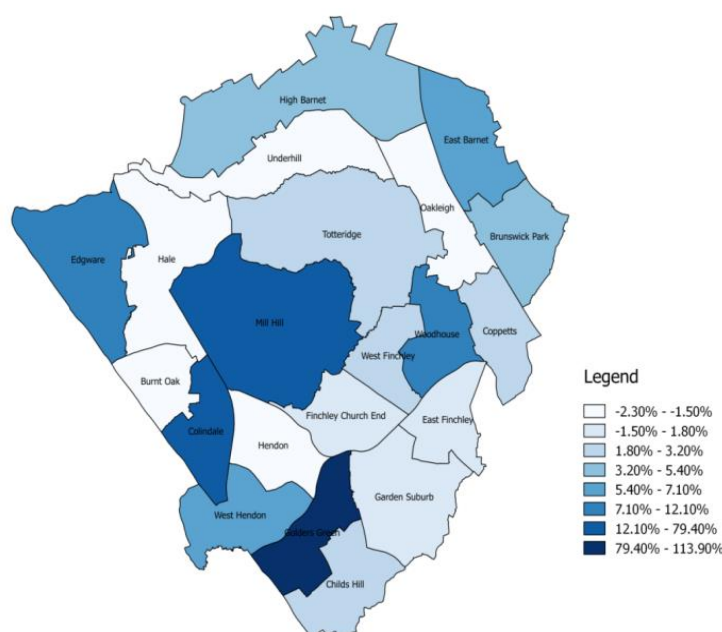 High Barnet
East Barnet
Underhill
Oakleigh
Brunswick Park
Totteridge
Edgware
Hale
Mill Hill
Woodhouse
Coppetts
West Finchley
Burnt Oak
Finchley Church End
East Finchley
Colindale
Hendon
Garden Suburb
West Hendon
Golders Green
Childs Hill
Legend
-2.30% - -1.50%
-1.50% - 1.80%
1.80% - 3.20%
3.20% - 5.40%
5.40% - 7.10%
7.10% - 12.10%
12.10% - 79.40%
79.40% - 113.90%